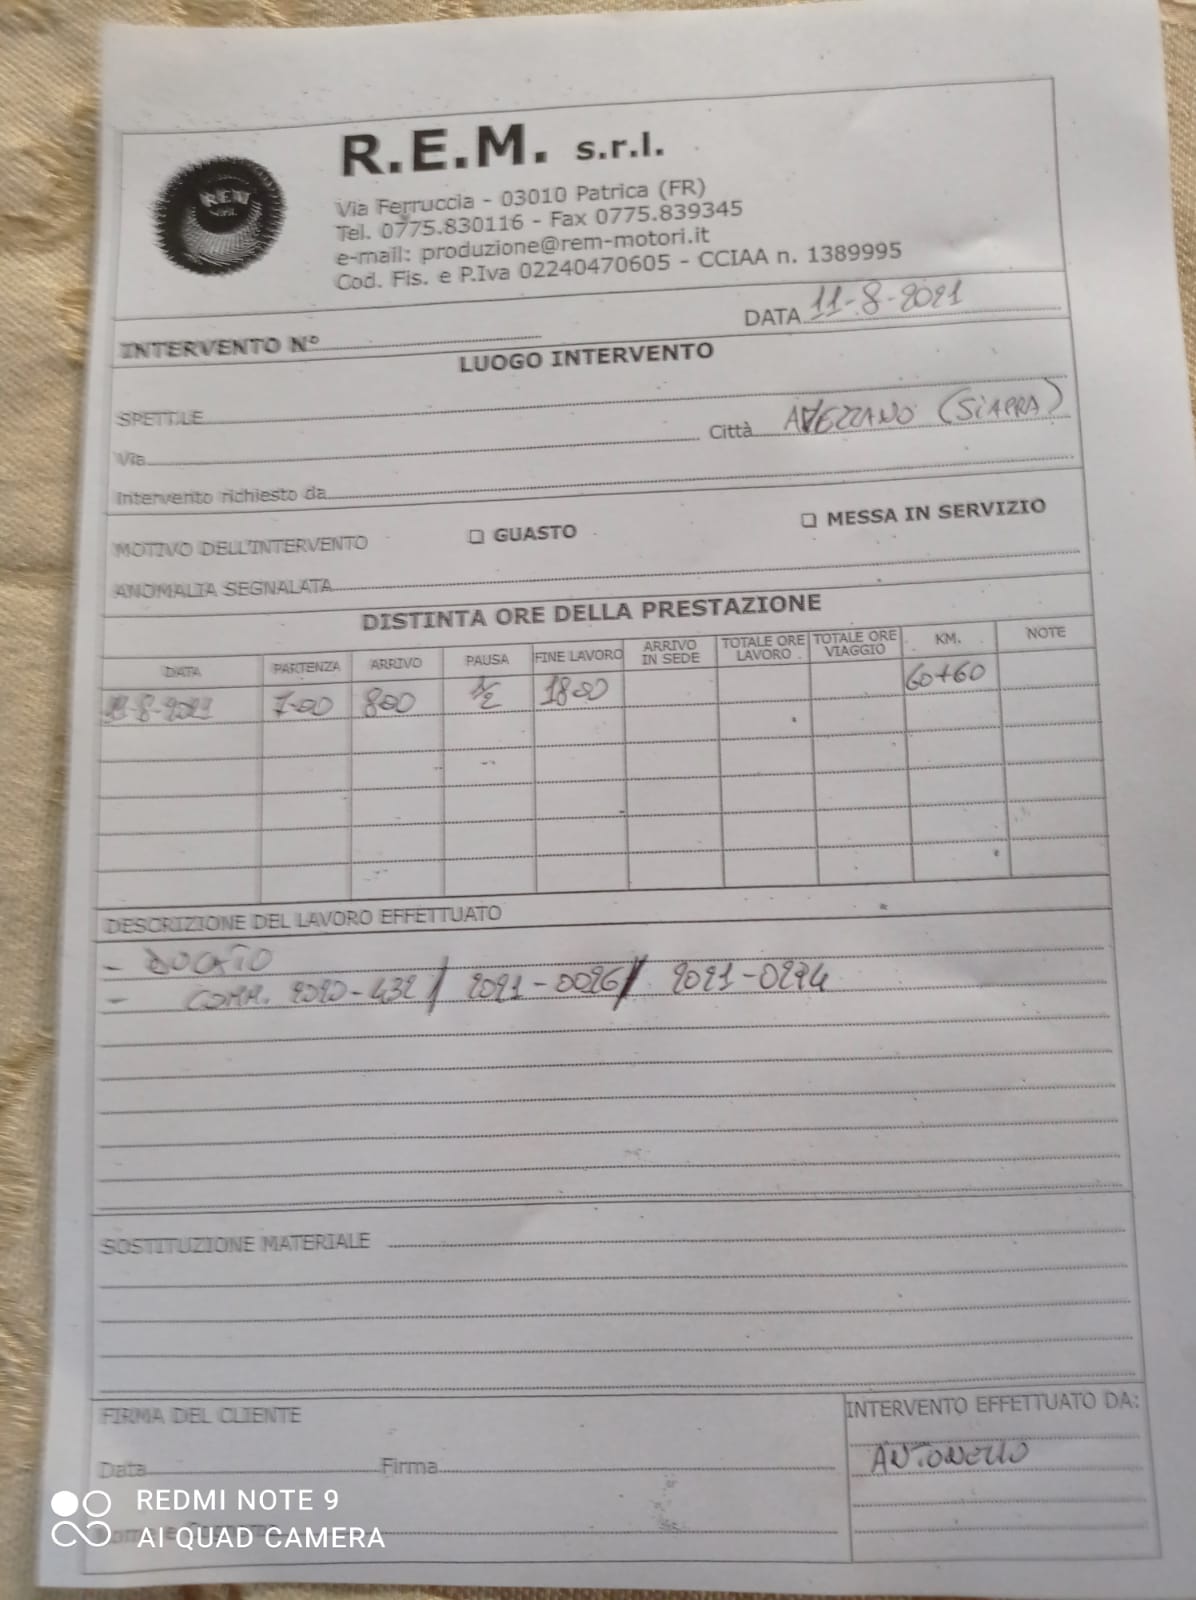 R.E.M. s.r.l.
REM
Via Ferruccia - 03010 Patrica (FR)
Tel. 0775.830116 - Fax 0775.839345
e-mail: produzione@rem-motori.it
Cod. Fis. e P.Iva 02240470605 - CCIAA n. 1389995
INTERVENTO N° DATA 11-8-2021
LUOGO INTERVENTO
SPETT.LE
Via Città AVEZZANO (SIAPRA)
Intervento richiesto da
MOTIVO DELL'INTERVENTO ❑ GUASTO ❑ MESSA IN SERVIZIO
ANOMALIA SEGNALATA
DISTINTA ORE DELLA PRESTAZIONE
DATA PARTENZA ARRIVO PAUSA FINE LAVORO ARRIVO IN SEDE TOTALE ORE LAVORO TOTALE ORE VIAGGIO KM. NOTE
11-8-2021 7-00 800 1/2 1800 60+60
DESCRIZIONE DEL LAVORO EFFETTUATO
- DUCATO
- COMM. 2020-432 / 2021-0026 / 2021-0274
SOSTITUZIONE MATERIALE
FIRMA DEL CLIENTE INTERVENTO EFFETTUATO DA:
Data Firma ANTONELLO
REDMI NOTE 9
AI QUAD CAMERA